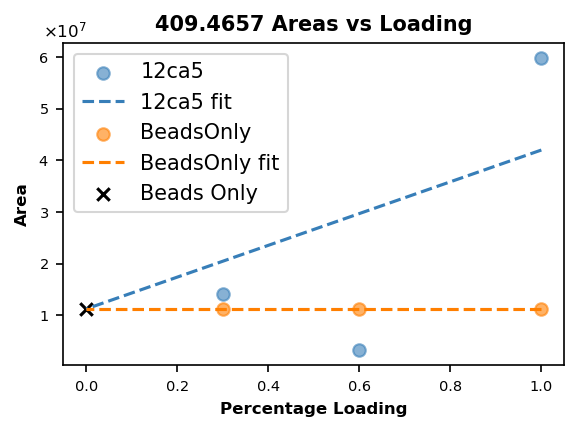 409.4657 Areas vs Loading
×10⁷
12ca5
12ca5 fit
BeadsOnly
BeadsOnly fit
Beads Only
6
5
4
3
2
1
Area
0.0 0.2 0.4 0.6 0.8 1.0
Percentage Loading